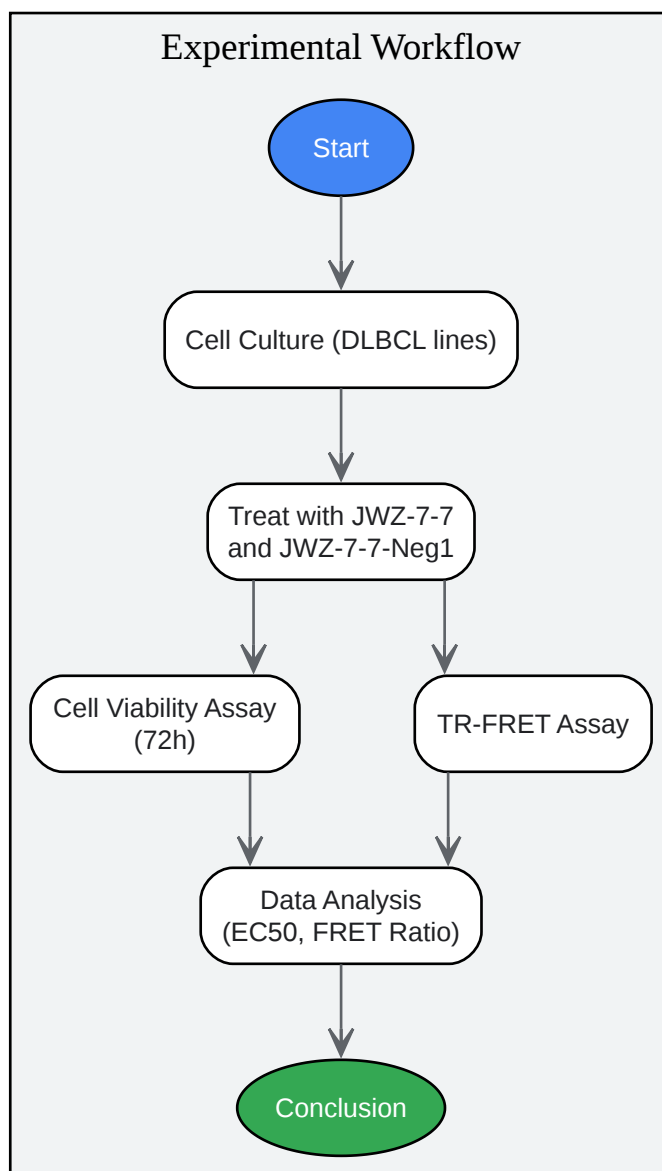 Experimental Workflow
Start
Cell Culture (DLBCL lines)
Treat with JWZ-7-7
and JWZ-7-7-Neg1
Cell Viability Assay
(72h)
TR-FRET Assay
Data Analysis
(EC50, FRET Ratio)
Conclusion